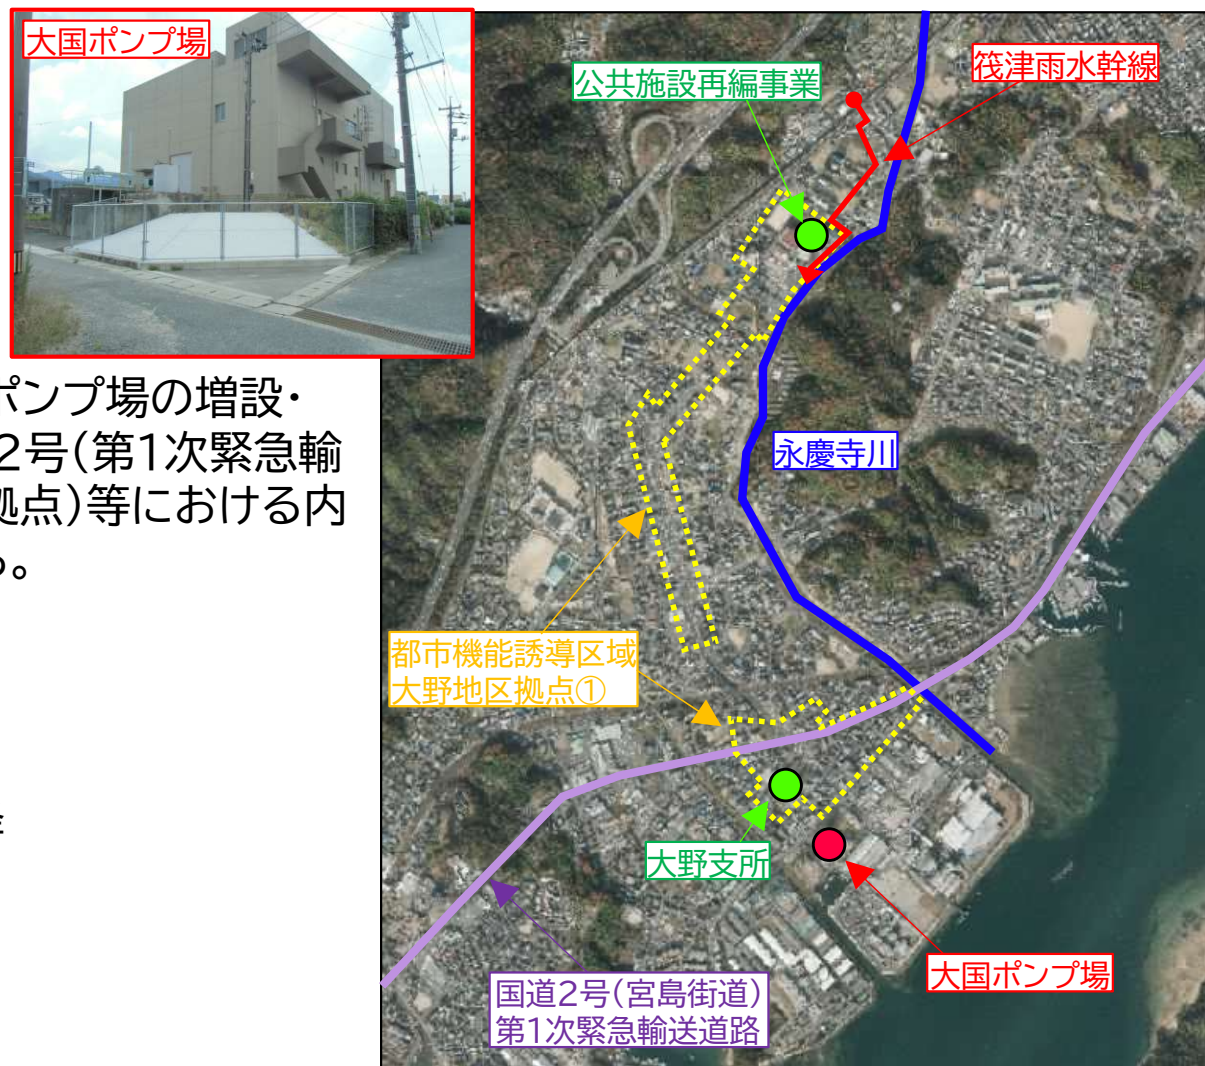 大国ポンプ場
公共施設再編事業
筏津雨水幹線
ポンプ場の増設・
2号(第1次緊急輸
拠点)等における内
る。
永慶寺川
都市機能誘導区域
大野地区拠点①
大野支所
大国ポンプ場
国道2号(宮島街道)
第1次緊急輸送道路